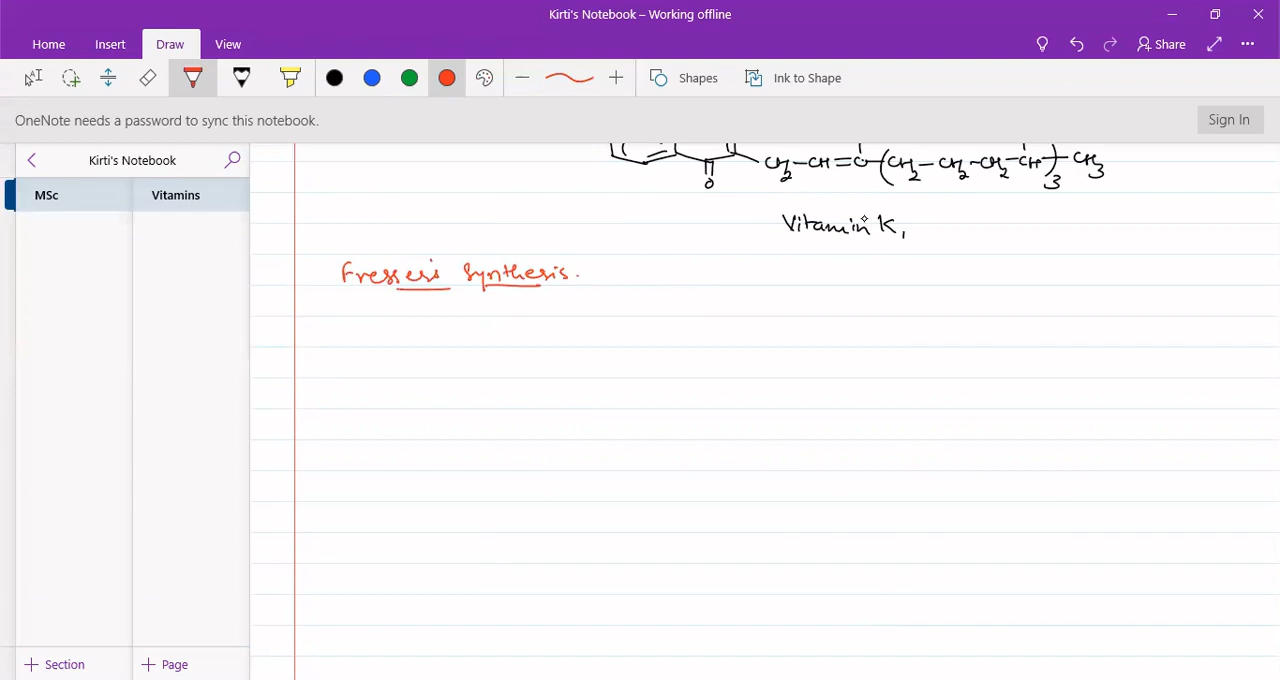 Kirti's Notebook – Working offline
Home Insert Draw View
Share
Shapes Ink to Shape
OneNote needs a password to sync this notebook.
Sign In
Kirti's Notebook
MSc Vitamins
CH2–CH=C–(CH2–CH2–CH2–CH)3–CH3
O
Vitamin K1
Fresser's Synthesis.
+ Section + Page